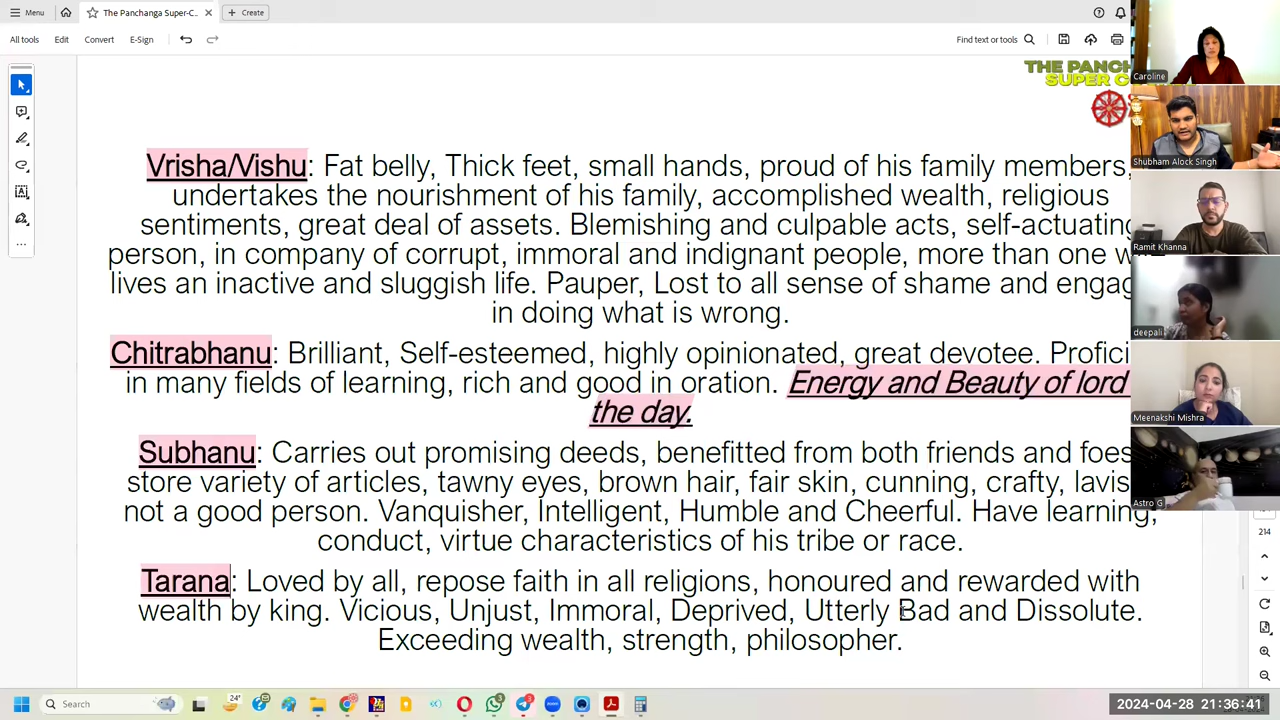 Menu
The Panchanga Super-C..
Create
All tools
Edit
Convert
E-Sign
Find text or tools
THE PANCH
SUPER C
Vrisha/Vishu: Fat belly, Thick feet, small hands, proud of his family members,
undertakes the nourishment of his family, accomplished wealth, religious
sentiments, great deal of assets. Blemishing and culpable acts, self-actuating
person, in company of corrupt, immoral and indignant people, more than one w
lives an inactive and sluggish life. Pauper, Lost to all sense of shame and engag
in doing what is wrong.
Chitrabhanu: Brilliant, Self-esteemed, highly opinionated, great devotee. Profici
in many fields of learning, rich and good in oration. Energy and Beauty of lord
the day.
Subhanu: Carries out promising deeds, benefitted from both friends and foes
store variety of articles, tawny eyes, brown hair, fair skin, cunning, crafty, lavis
not a good person. Vanquisher, Intelligent, Humble and Cheerful. Have learning,
conduct, virtue characteristics of his tribe or race.
Tarana: Loved by all, repose faith in all religions, honoured and rewarded with
wealth by king. Vicious, Unjust, Immoral, Deprived, Utterly Bad and Dissolute.
Exceeding wealth, strength, philosopher.
Caroline
Shubham Alock Singh
Ramit Khanna
deepali
Meenakshi Mishra
Astro G
214
Search
24°
3
2024-04-28 21:36:41